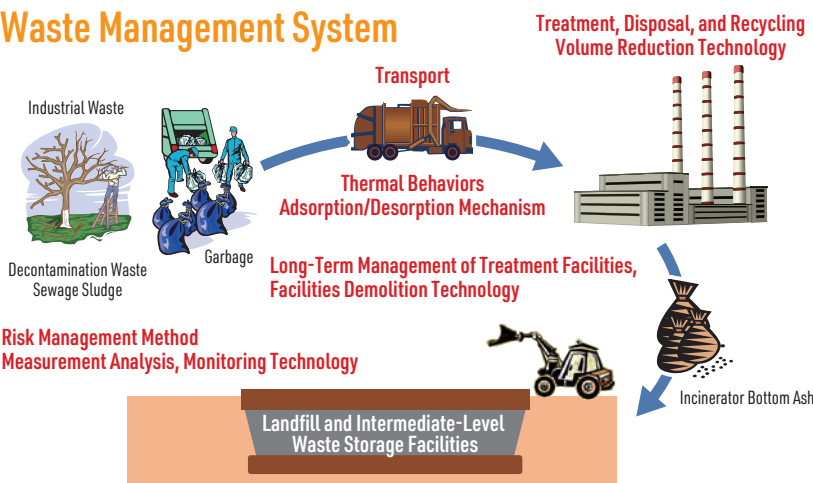 Waste Management System
Treatment, Disposal, and Recycling
Volume Reduction Technology
Transport
Industrial Waste
Thermal Behaviors
Adsorption/Desorption Mechanism
Garbage
Decontamination Waste
Sewage Sludge
Long-Term Management of Treatment Facilities,
Facilities Demolition Technology
Risk Management Method
Measurement Analysis, Monitoring Technology
Incinerator Bottom Ash
Landfill and Intermediate-Level
Waste Storage Facilities